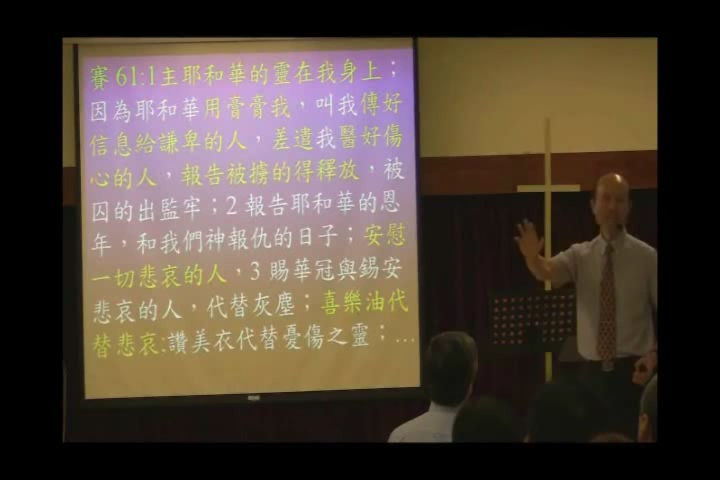 賽 61:1主耶和華的靈在我身上；
因為耶和華用膏膏我，叫我傳好
信息給謙卑的人，差遣我醫好傷
心的人，報告被擄的得釋放，被
囚的出監牢；2 報告耶和華的恩
年，和我們神報仇的日子；安慰
一切悲哀的人，3 賜華冠與錫安
悲哀的人，代替灰塵；喜樂油代
替悲哀;讚美衣代替憂傷之靈；…